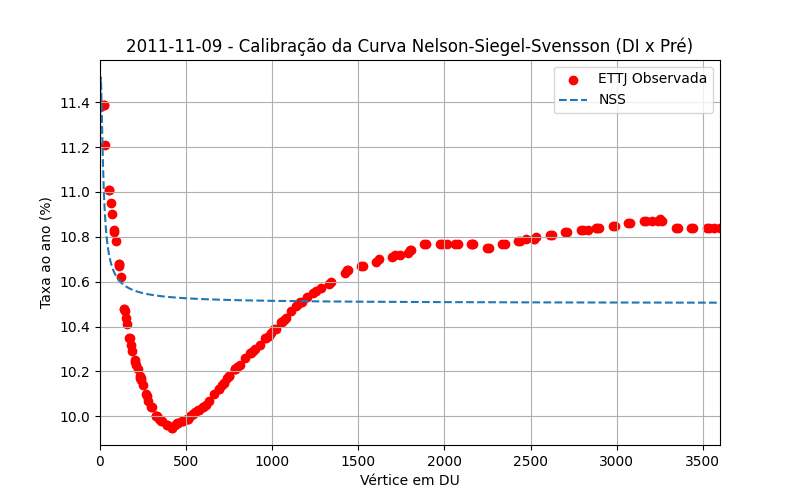 2011-11-09 - Calibração da Curva Nelson-Siegel-Svensson (DI x Pré)
ETTJ Observada
NSS
Taxa ao ano (%)
11.4
11.2
11.0
10.8
10.6
10.4
10.2
10.0
0 500 1000 1500 2000 2500 3000 3500
Vértice em DU